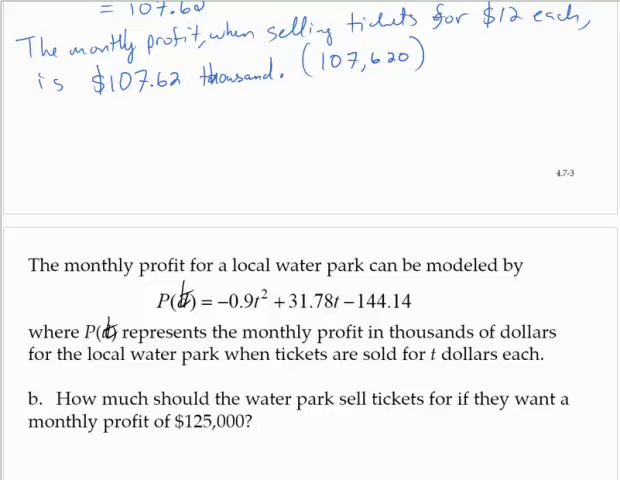 = 107.62
The monthly profit, when selling tickets for $12 each,
is $107.62 thousand. (107,620)
4.7-3
The monthly profit for a local water park can be modeled by
P(t) = −0.9t² + 31.78t − 144.14
where P(t) represents the monthly profit in thousands of dollars
for the local water park when tickets are sold for t dollars each.
b. How much should the water park sell tickets for if they want a
monthly profit of $125,000?